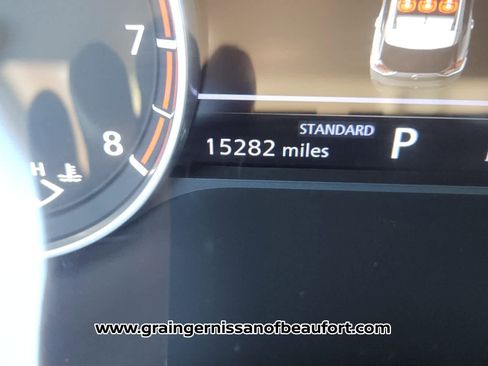 7
8
H
STANDARD
15282 miles
P
www.graingernissanofbeaufort.com